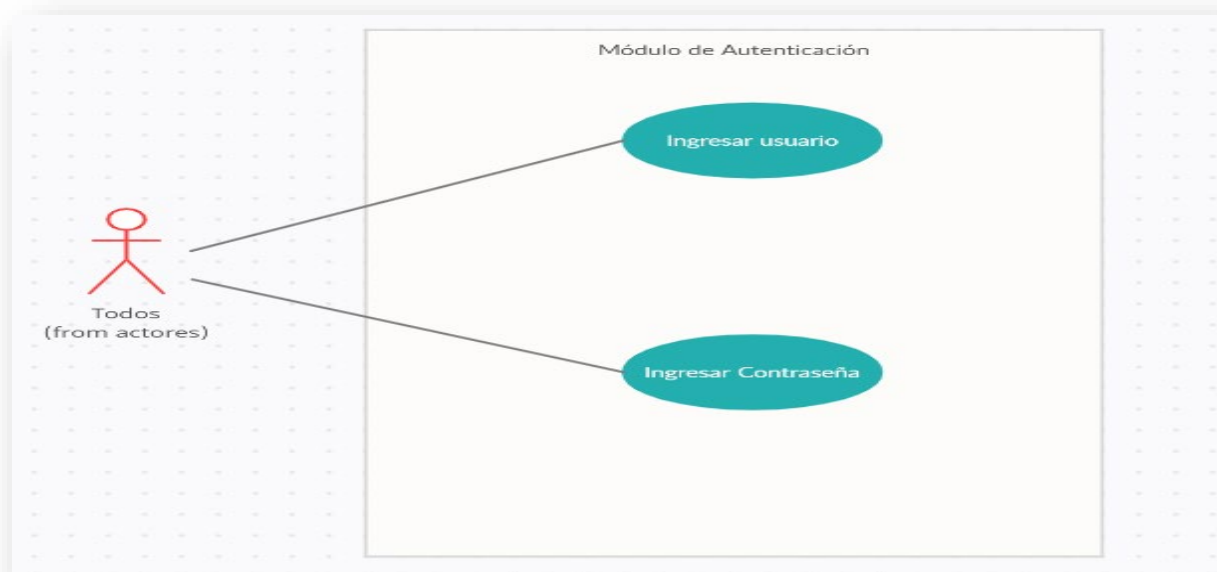 Módulo de Autenticación
Ingresar usuario
Todos
(from actores)
Ingresar Contraseña